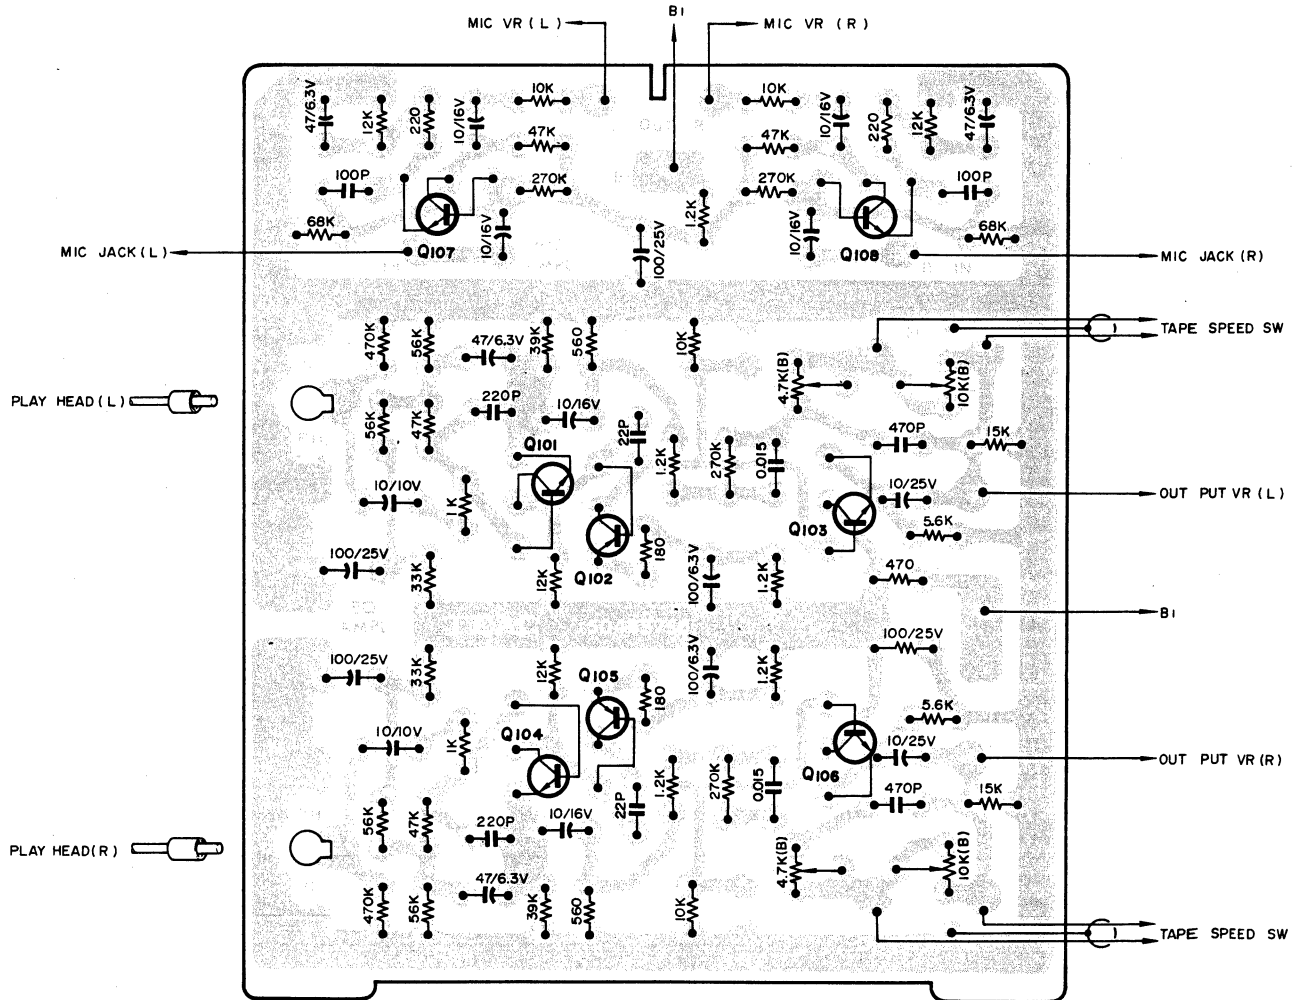 MIC VR (L)
B1
MIC VR (R)
47/6.3V
12K
220
10/16V
10K
10K
10/16V
220
12K
47/6.3V
47K
47K
100P
270K
270K
100P
1.2K
68K
10/16V
10/16V
68K
MIC JACK (L)
Q107
100/25V
Q108
MIC JACK (R)
IN
TAPE SPEED SW
470K
56K
47/6.3V
39K
560
10K
4.7K(B)
10K(B)
PLAY HEAD (L)
56K
47K
220P
10/16V
22P
470P
15K
Q101
1.2K
270K
0.015
10/10V
1K
10/25V
OUT PUT VR (L)
Q103
5.6K
100/25V
33K
12K
Q102
180
100/6.3V
1.2K
470
B1
EQ
AMPL
100/25V
100/25V
33K
12K
Q105
180
100/6.3V
1.2K
5.6K
10/10V
1K
Q104
10/25V
OUT PUT VR (R)
Q106
1.2K
270K
0.015
470P
15K
56K
47K
220P
10/16V
22P
PLAY HEAD (R)
4.7K(B)
10K(B)
470K
56K
47/6.3V
39K
560
10K
TAPE SPEED SW